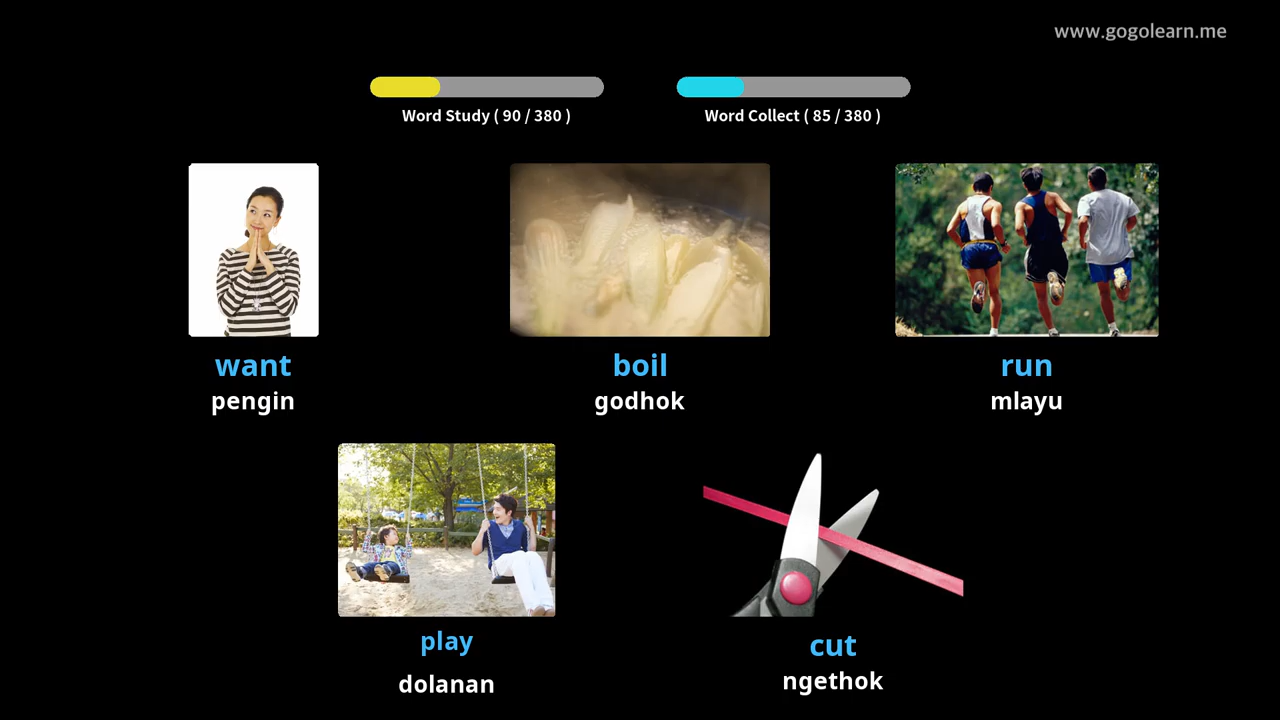 www.gogolearn.me
Word Study ( 90 / 380 )
Word Collect ( 85 / 380 )
want
pengin
boil
godhok
run
mlayu
play
dolanan
cut
ngethok